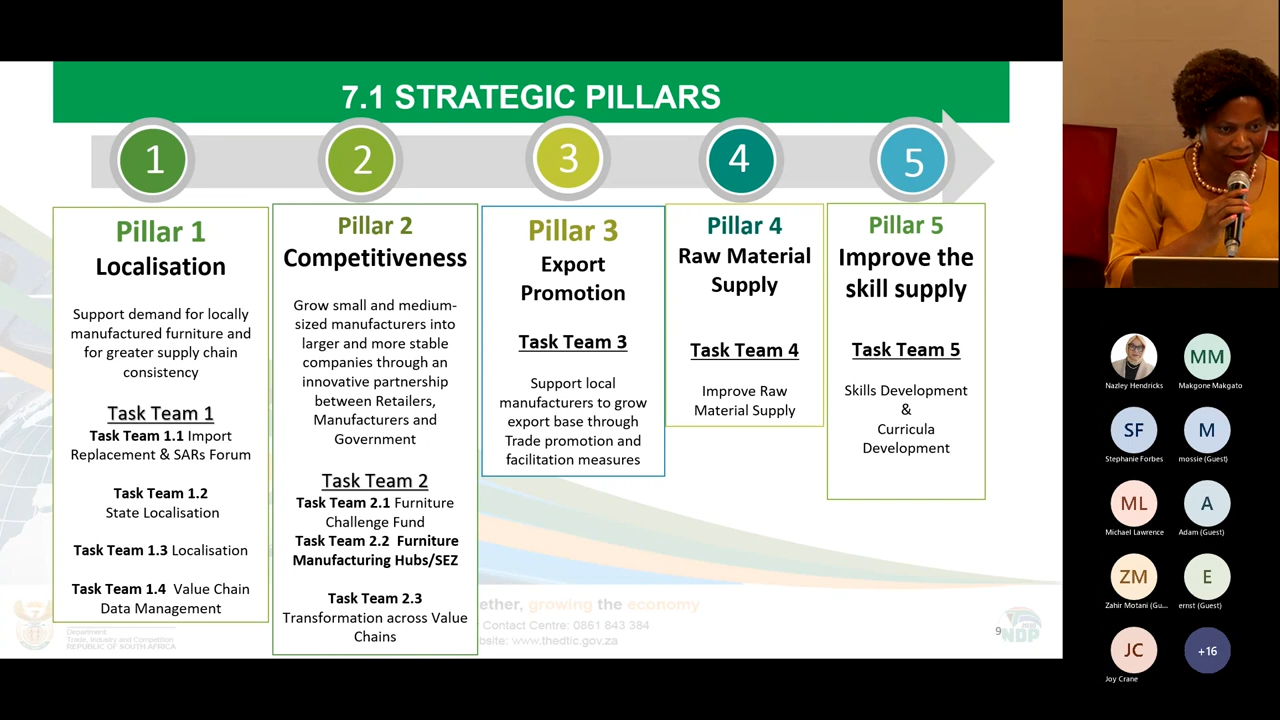 7.1 STRATEGIC PILLARS
1
2
3
4
5
Pillar 1
Localisation
Support demand for locally
manufactured furniture and
for greater supply chain
consistency
Task Team 1
Task Team 1.1 Import
Replacement & SARs Forum
Task Team 1.2
State Localisation
Task Team 1.3 Localisation
Task Team 1.4 Value Chain
Data Management
Pillar 2
Competitiveness
Grow small and medium-
sized manufacturers into
larger and more stable
companies through an
innovative partnership
between Retailers,
Manufacturers and
Government
Task Team 2
Task Team 2.1 Furniture
Challenge Fund
Task Team 2.2 Furniture
Manufacturing Hubs/SEZ
Task Team 2.3
Transformation across Value
Chains
Pillar 3
Export
Promotion
Task Team 3
Support local
manufacturers to grow
export base through
Trade promotion and
facilitation measures
Pillar 4
Raw Material
Supply
Task Team 4
Improve Raw
Material Supply
Pillar 5
Improve the
skill supply
Task Team 5
Skills Development
&
Curricula
Development
Department:
Trade, Industry and Competition
REPUBLIC OF SOUTH AFRICA
ether, growing the economy
Contact Centre: 0861 843 384
bsite: www.thedtic.gov.za
9
NDP
Nazley Hendricks
MM
Makgone Makgato
SF
Stephanie Forbes
M
mossie (Guest)
ML
Michael Lawrence
A
Adam (Guest)
ZM
Zahir Motani (Gu...
E
ernst (Guest)
JC
Joy Crane
+16